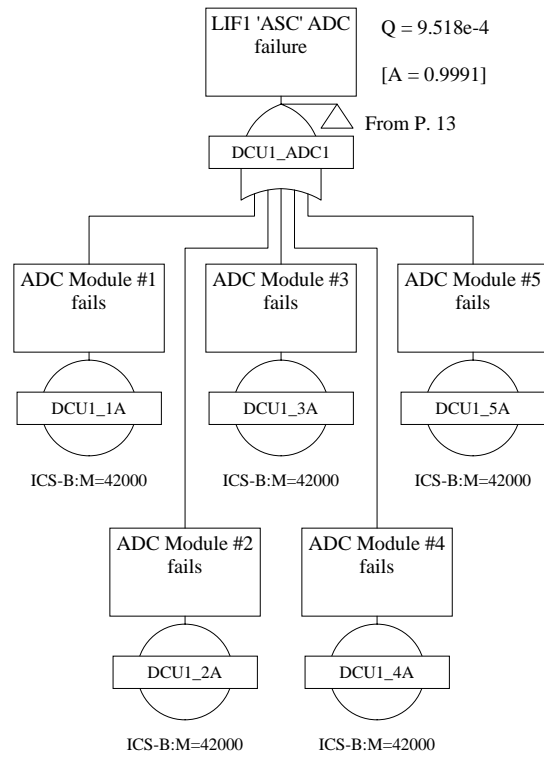 LIF1 'ASC' ADC
failure
Q = 9.518e-4
[A = 0.9991]
From P. 13
DCU1_ADC1
ADC Module #1
fails
ADC Module #3
fails
ADC Module #5
fails
DCU1_1A
DCU1_3A
DCU1_5A
ICS-B:M=42000
ICS-B:M=42000
ICS-B:M=42000
ADC Module #2
fails
ADC Module #4
fails
DCU1_2A
DCU1_4A
ICS-B:M=42000
ICS-B:M=42000